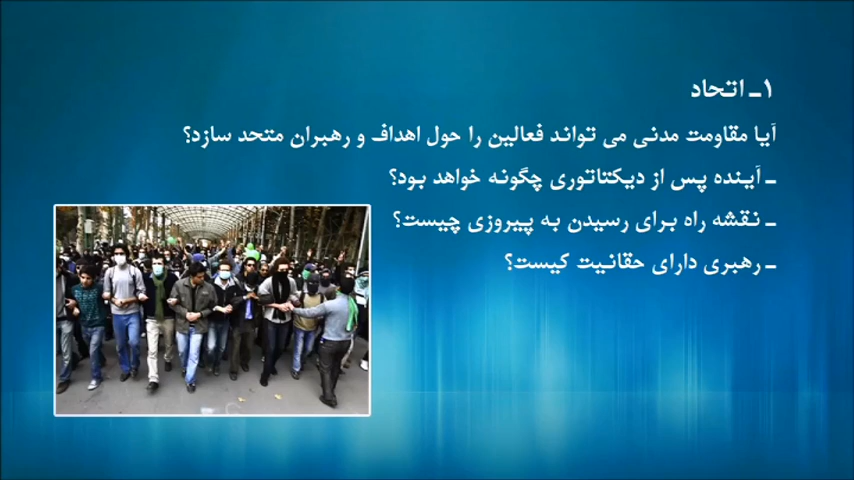 ۱ـ اتحاد
آیا مقاومت مدنی می تواند فعالین را حول اهداف و رهبران متحد سازد؟
ـ آینده پس از دیکتاتوری چگونه خواهد بود؟
ـ نقشه راه برای رسیدن به پیروزی چیست؟
ـ رهبری دارای حقانیت کیست؟